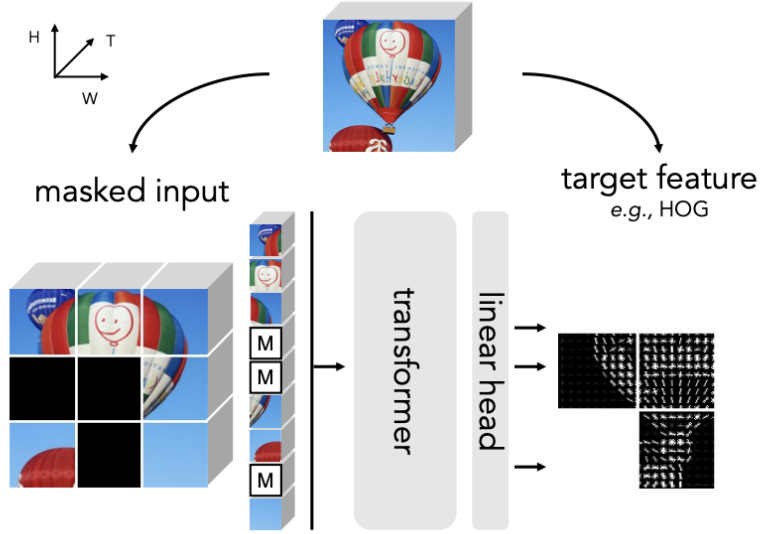 H
T
W
masked input
target feature
e.g., HOG
M
M
M
transformer
linear head